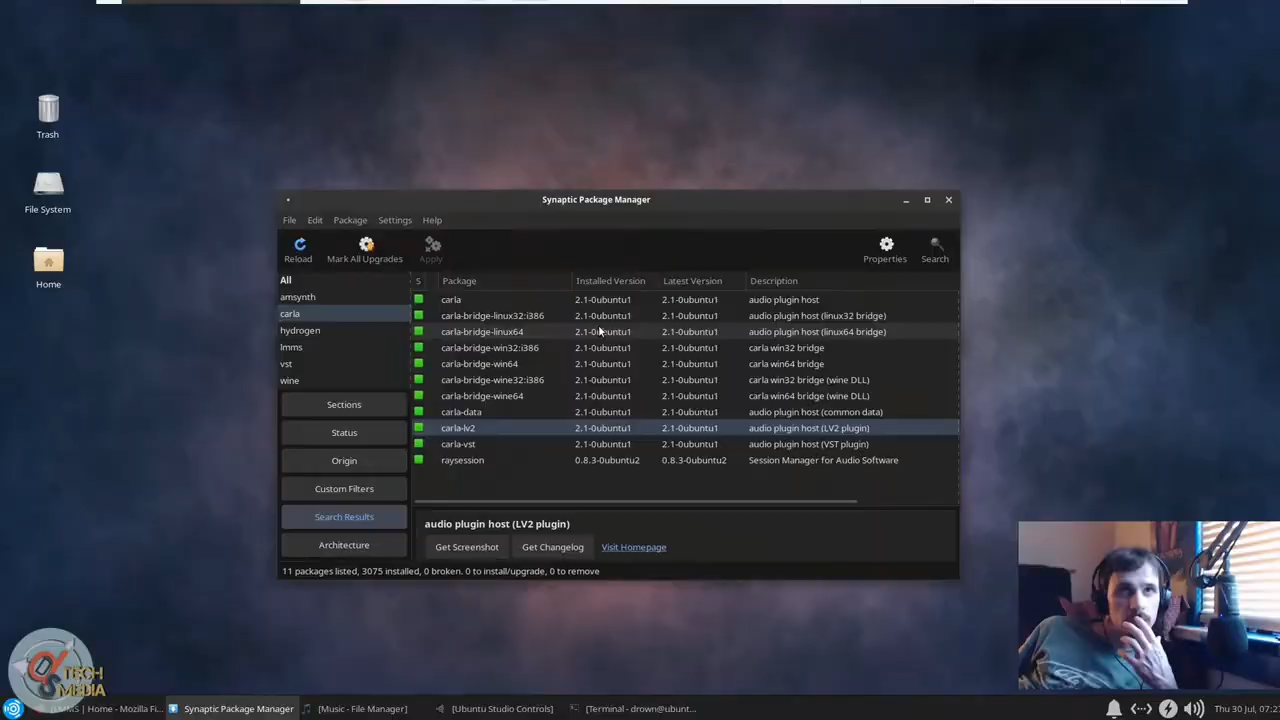 Trash
File System
Home
Synaptic Package Manager
File Edit Package Settings Help
Reload Mark All Upgrades Apply Properties Search
All
amsynth
carla
hydrogen
lmms
vst
wine
Sections
Status
Origin
Custom Filters
Search Results
Architecture
S Package Installed Version Latest Version Description
carla 2.1-0ubuntu1 2.1-0ubuntu1 audio plugin host
carla-bridge-linux32:i386 2.1-0ubuntu1 2.1-0ubuntu1 audio plugin host (linux32 bridge)
carla-bridge-linux64 2.1-0ubuntu1 2.1-0ubuntu1 audio plugin host (linux64 bridge)
carla-bridge-win32:i386 2.1-0ubuntu1 2.1-0ubuntu1 carla win32 bridge
carla-bridge-win64 2.1-0ubuntu1 2.1-0ubuntu1 carla win64 bridge
carla-bridge-wine32:i386 2.1-0ubuntu1 2.1-0ubuntu1 carla win32 bridge (wine DLL)
carla-bridge-wine64 2.1-0ubuntu1 2.1-0ubuntu1 carla win64 bridge (wine DLL)
carla-data 2.1-0ubuntu1 2.1-0ubuntu1 audio plugin host (common data)
carla-lv2 2.1-0ubuntu1 2.1-0ubuntu1 audio plugin host (LV2 plugin)
carla-vst 2.1-0ubuntu1 2.1-0ubuntu1 audio plugin host (VST plugin)
raysession 0.8.3-0ubuntu2 0.8.3-0ubuntu2 Session Manager for Audio Software
audio plugin host (LV2 plugin)
Get Screenshot Get Changelog Visit Homepage
11 packages listed, 3075 installed, 0 broken. 0 to install/upgrade, 0 to remove
TECH
MEDIA
| Home - Mozilla Fi... Synaptic Package Manager [Music - File Manager] [Ubuntu Studio Controls] [Terminal - drown@ubunt... Thu 30 Jul, 07:2